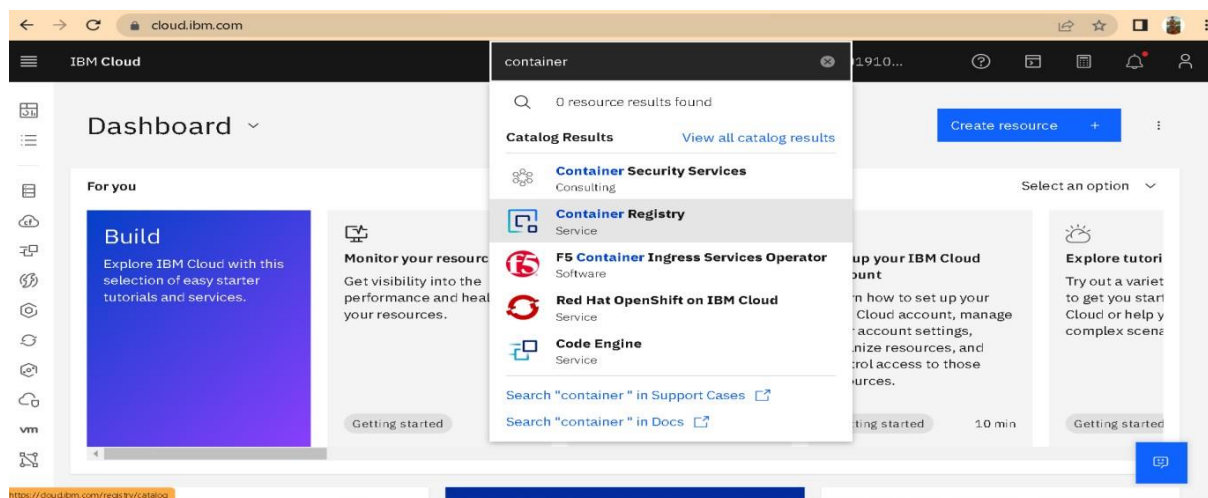 cloud.ibm.com
IBM Cloud
container
1910...
Dashboard
Create resource +
0 resource results found
Catalog Results View all catalog results
Container Security Services
Consulting
Container Registry
Service
F5 Container Ingress Services Operator
Software
Red Hat OpenShift on IBM Cloud
Service
Code Engine
Service
Search "container " in Support Cases
Search "container " in Docs
For you
Select an option
Build
Explore IBM Cloud with this
selection of easy starter
tutorials and services.
Monitor your resourc
Get visibility into the
performance and heal
your resources.
Getting started
up your IBM Cloud
unt
n how to set up your
Cloud account, manage
account settings,
nize resources, and
rol access to those
urces.
ting started 10 min
Explore tutori
Try out a variet
to get you start
Cloud or help y
complex scena
Getting started
vm
https://cloud.ibm.com/registry/catalog